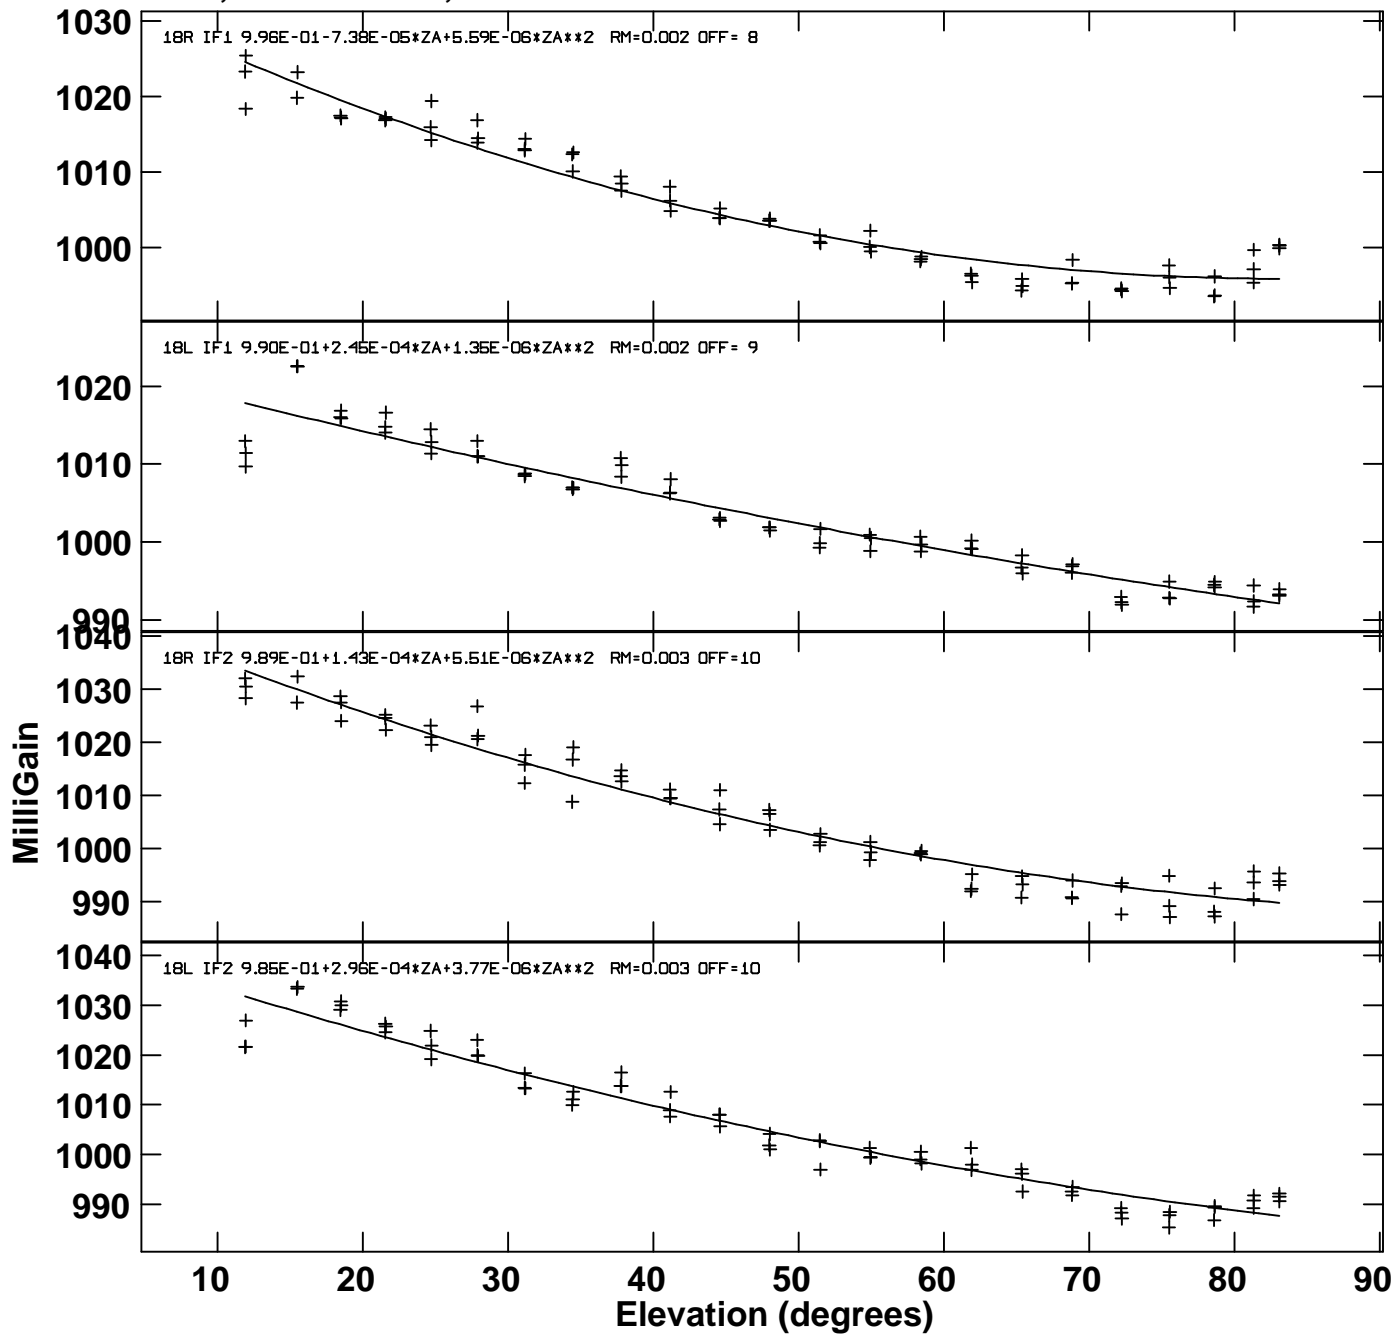 1030
18R IF1 9.96E-01-7.38E-05*ZA+5.59E-06*ZA**2 RM=0.002 OFF= 8
1020
1010
1000
18L IF1 9.90E-01+2.45E-04*ZA+1.35E-06*ZA**2 RM=0.002 OFF= 9
1020
1010
1000
990
1040
18R IF2 9.89E-01+1.43E-04*ZA+5.51E-06*ZA**2 RM=0.003 OFF=10
1030
1020
1010
1000
990
MilliGain
1040
18L IF2 9.85E-01+2.96E-04*ZA+3.77E-06*ZA**2 RM=0.003 OFF=10
1030
1020
1010
1000
990
10 20 30 40 50 60 70 80 90
Elevation (degrees)